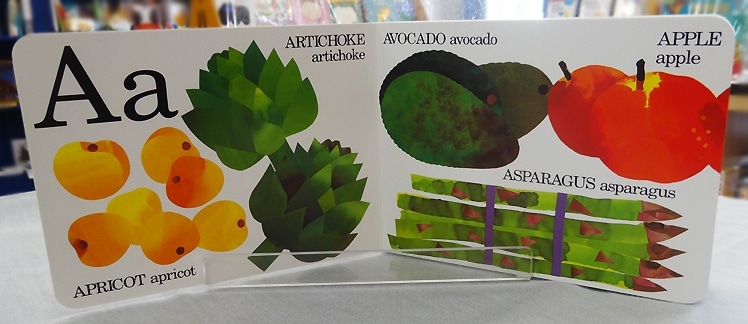 Aa
ARTICHOKE
artichoke
APRICOT apricot
AVOCADO avocado
APPLE
apple
ASPARAGUS asparagus